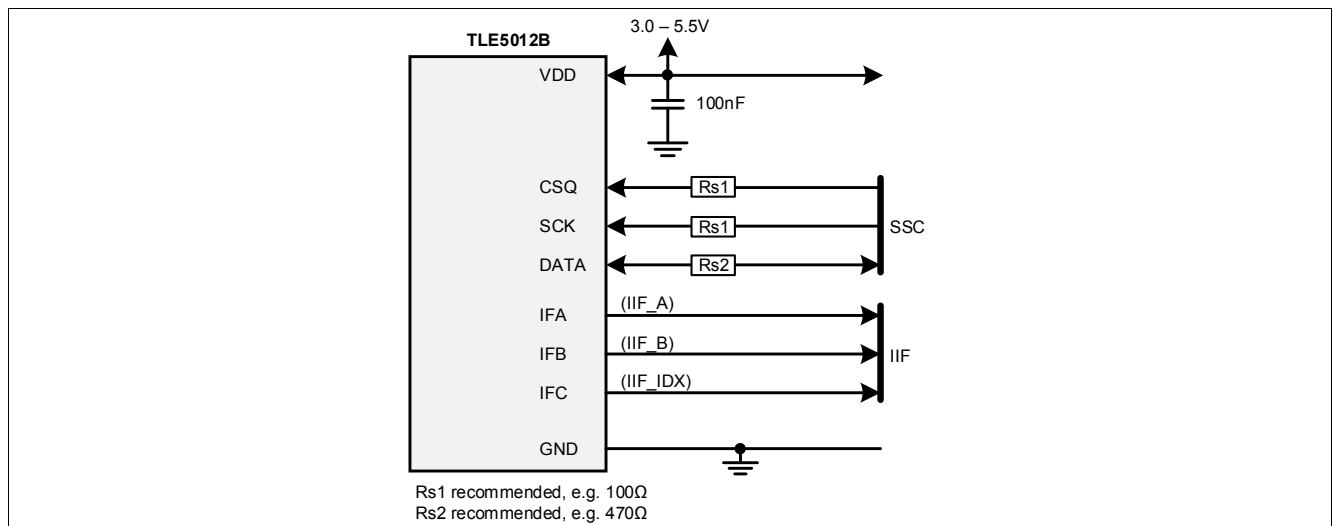 3.0 – 5.5V
TLE5012B
VDD
100nF
CSQ
Rs1
SCK
Rs1
SSC
DATA
Rs2
IFA
(IIF_A)
IFB
(IIF_B)
IIF
IFC
(IIF_IDX)
GND
Rs1 recommended, e.g. 100Ω
Rs2 recommended, e.g. 470Ω